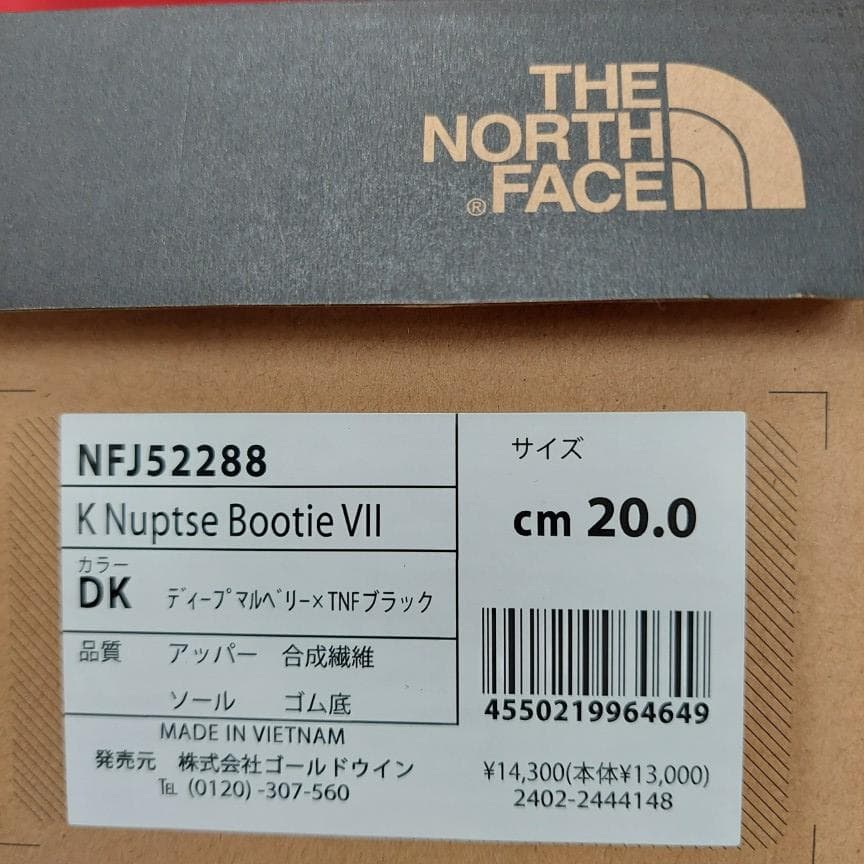 THE
NORTH
®FACE
NFJ52288
K Nuptse Bootie VII
カラー
DK ディープマルベリー×TNFブラック
品質 アッパー 合成繊維
ソール ゴム底
MADE IN VIETNAM
発売元 株式会社ゴールドウイン
℡ (0120) -307-560
サイズ
cm 20.0
4550219964649
¥14,300(本体¥13,000)
2402-2444148